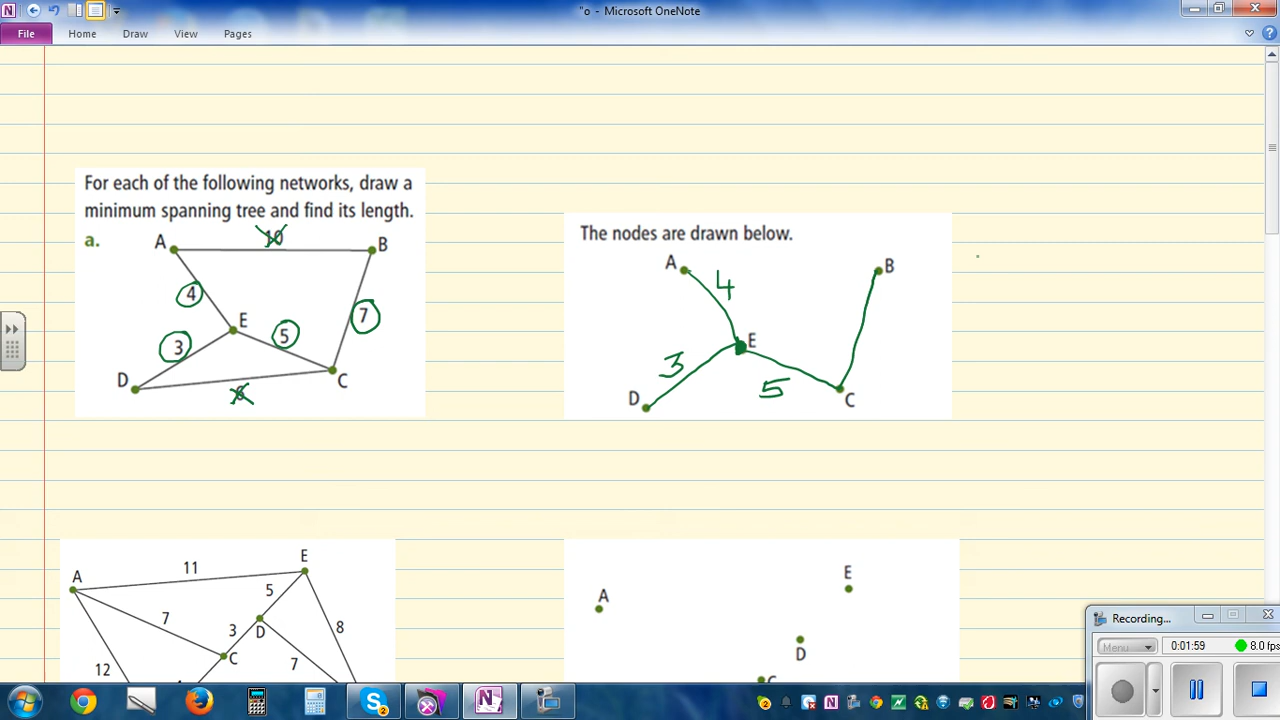 "o - Microsoft OneNote
File Home Draw View Pages
For each of the following networks, draw a
minimum spanning tree and find its length.
a.
A 10 B
4 E 5 7
3
D 6 C
The nodes are drawn below.
A 4 B
E
3 5
D C
A 11 E
5
7 3 D 8
C 7
12
A E
D
C
Recording...
Menu 1:01:59 8.0 fps